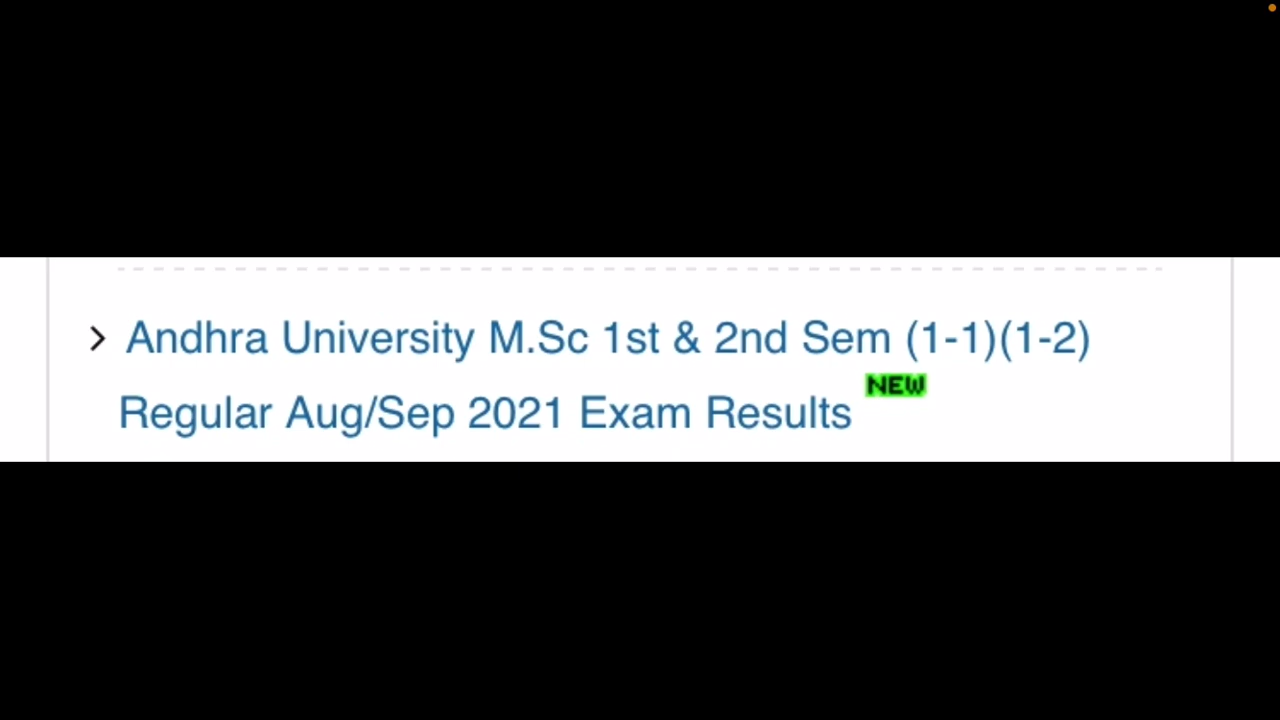 > Andhra University M.Sc 1st & 2nd Sem (1-1)(1-2)
Regular Aug/Sep 2021 Exam Results NEW